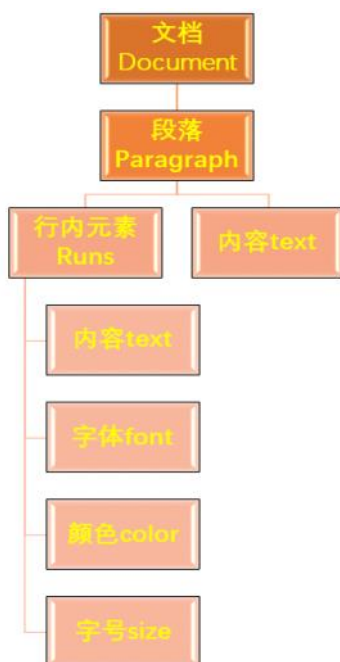 文档
Document
段落
Paragraph
行内元素
Runs
内容text
内容text
字体font
颜色color
字号size